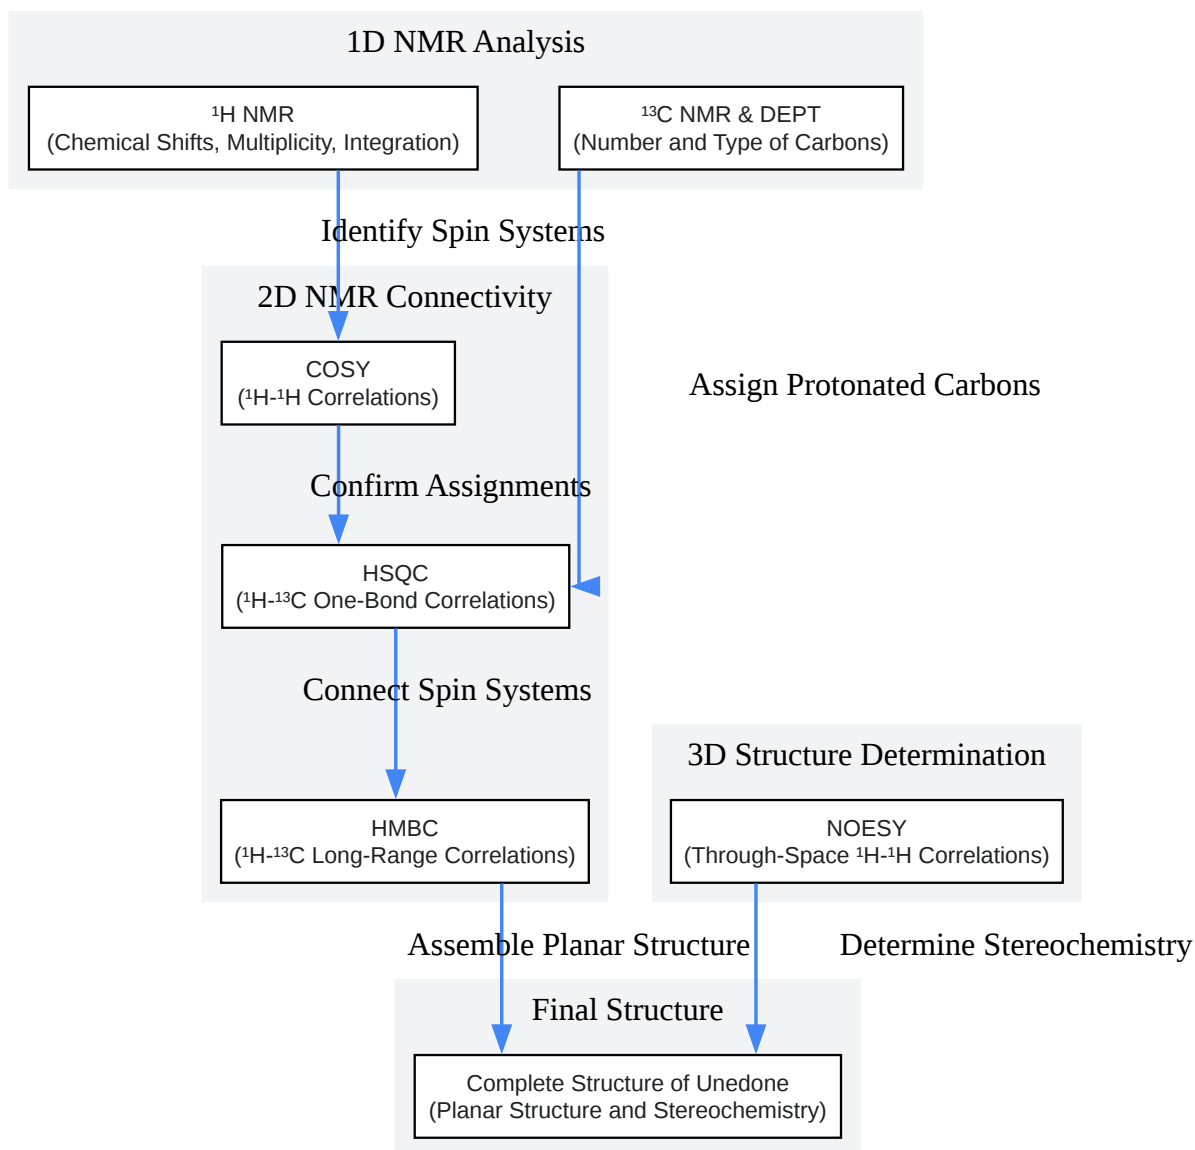 1D NMR Analysis
¹H NMR
(Chemical Shifts, Multiplicity, Integration)
¹³C NMR & DEPT
(Number and Type of Carbons)
Identify Spin Systems
2D NMR Connectivity
COSY
(¹H-¹H Correlations)
Assign Protonated Carbons
Confirm Assignments
HSQC
(¹H-¹³C One-Bond Correlations)
Connect Spin Systems
3D Structure Determination
HMBC
(¹H-¹³C Long-Range Correlations)
NOESY
(Through-Space ¹H-¹H Correlations)
Assemble Planar Structure
Determine Stereochemistry
Final Structure
Complete Structure of Unedone
(Planar Structure and Stereochemistry)